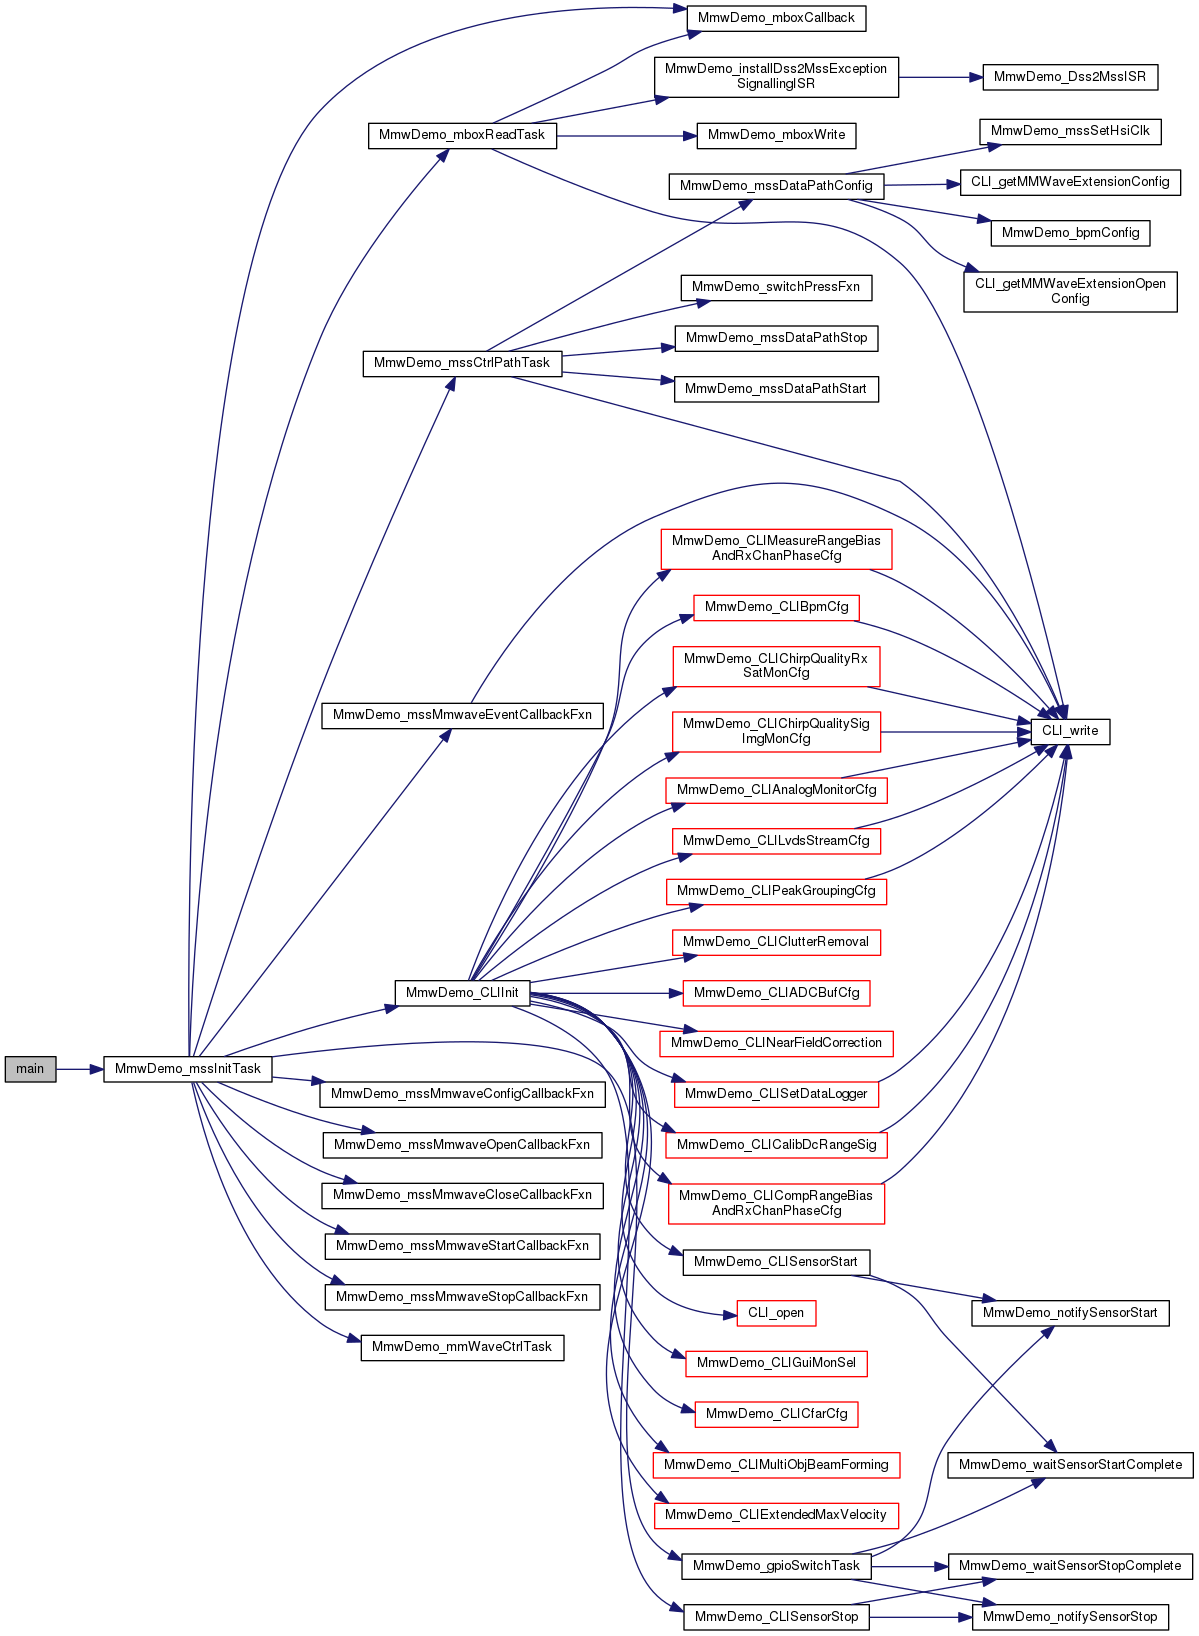 MmwDemo_mboxCallback
MmwDemo_installDss2MssException
SignallingISR
MmwDemo_Dss2MssISR
MmwDemo_mboxReadTask
MmwDemo_mboxWrite
MmwDemo_mssSetHsiClk
MmwDemo_mssDataPathConfig
CLI_getMMWaveExtensionConfig
MmwDemo_bpmConfig
CLI_getMMWaveExtensionOpen
Config
MmwDemo_switchPressFxn
MmwDemo_mssDataPathStop
MmwDemo_mssCtrlPathTask
MmwDemo_mssDataPathStart
MmwDemo_CLIMeasureRangeBias
AndRxChanPhaseCfg
MmwDemo_CLIBpmCfg
MmwDemo_CLIChirpQualityRx
SatMonCfg
MmwDemo_mssMmwaveEventCallbackFxn
MmwDemo_CLIChirpQualitySig
ImgMonCfg
CLI_write
MmwDemo_CLIAnalogMonitorCfg
MmwDemo_CLILvdsStreamCfg
MmwDemo_CLIPeakGroupingCfg
MmwDemo_CLIClutterRemoval
MmwDemo_CLIInit
MmwDemo_CLIADCBufCfg
MmwDemo_CLINearFieldCorrection
main
MmwDemo_mssInitTask
MmwDemo_mssMmwaveConfigCallbackFxn
MmwDemo_CLISetDataLogger
MmwDemo_mssMmwaveOpenCallbackFxn
MmwDemo_CLICalibDcRangeSig
MmwDemo_mssMmwaveCloseCallbackFxn
MmwDemo_CLICompRangeBias
AndRxChanPhaseCfg
MmwDemo_mssMmwaveStartCallbackFxn
MmwDemo_CLISensorStart
MmwDemo_mssMmwaveStopCallbackFxn
CLI_open
MmwDemo_notifySensorStart
MmwDemo_mmWaveCtrlTask
MmwDemo_CLIGuiMonSel
MmwDemo_CLICfarCfg
MmwDemo_CLIMultiObjBeamForming
MmwDemo_waitSensorStartComplete
MmwDemo_CLIExtendedMaxVelocity
MmwDemo_gpioSwitchTask
MmwDemo_waitSensorStopComplete
MmwDemo_CLISensorStop
MmwDemo_notifySensorStop